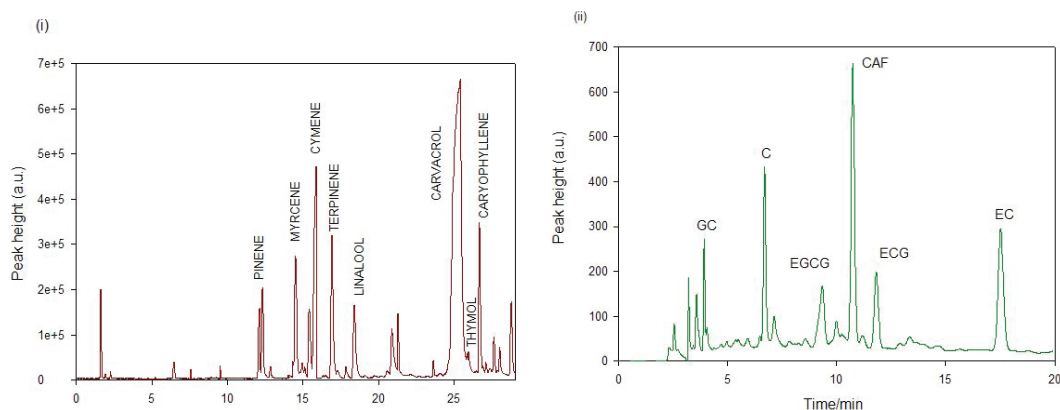 (i)
7e+5
6e+5
5e+5
4e+5
3e+5
2e+5
1e+5
0
Peak height (a.u.)
0 5 10 15 20 25
PINENE
MYRCENE
CYMENE
TERPINENE
LINALOOL
CARVACROL
THYMOL
CARYOPHYLLENE
(ii)
700
600
500
400
300
200
100
0
Peak height (a.u.)
GC
C
EGCG
CAF
ECG
EC
0 5 10 15 20
Time/min